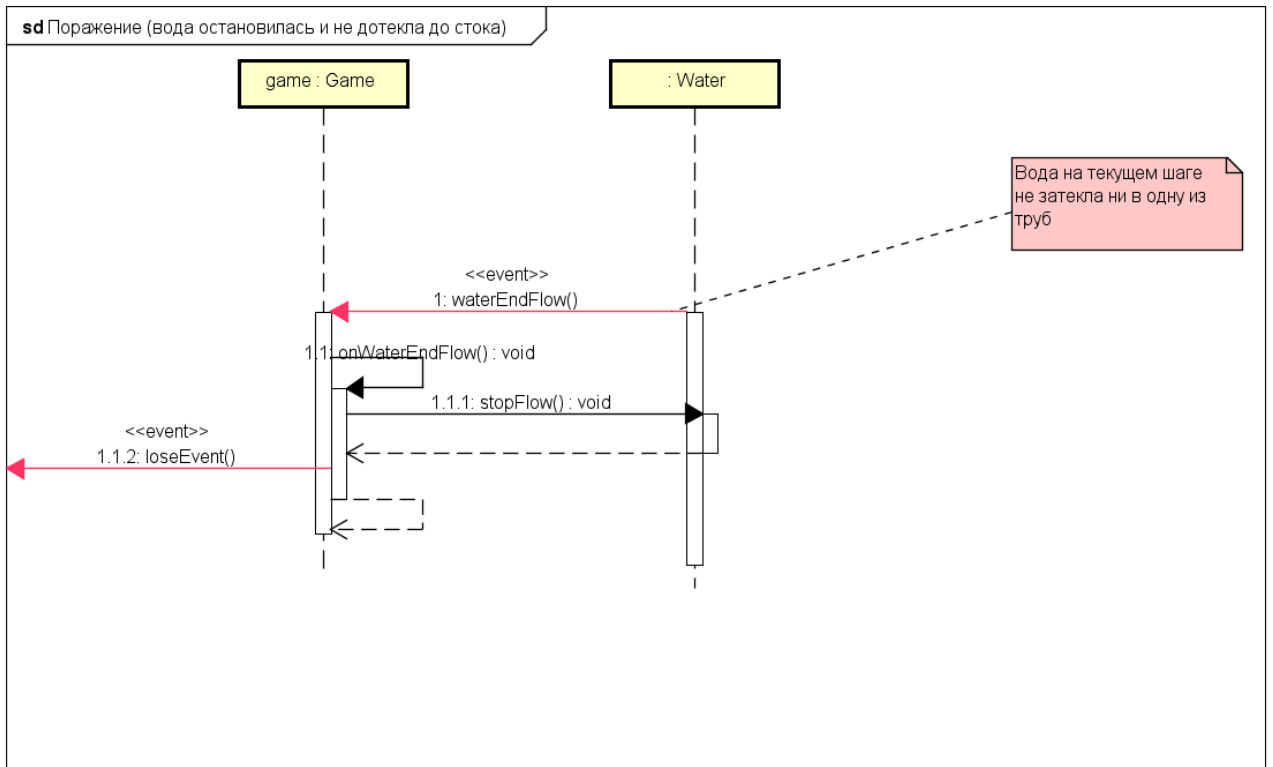 sd Поражение (вода остановилась и не дотекла до стока)
game : Game
: Water
Вода на текущем шаге
не затекла ни в одну из
труб
<<event>>
1: waterEndFlow()
1.1: onWaterEndFlow() : void
1.1.1: stopFlow() : void
<<event>>
1.1.2: loseEvent()